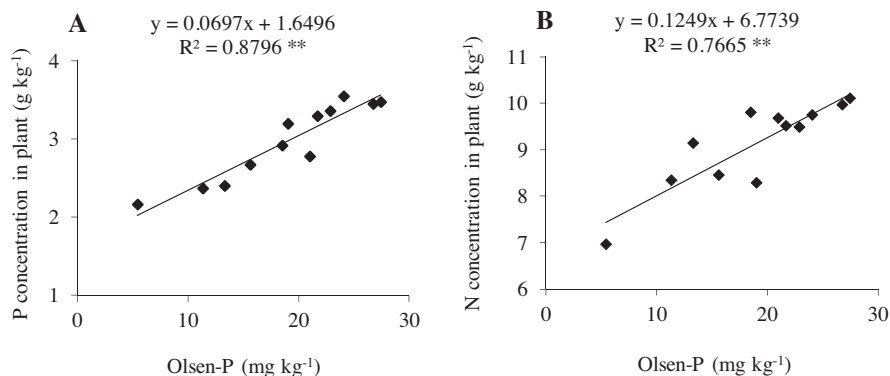 A
y = 0.0697x + 1.6496
R² = 0.8796 **
P concentration in plant (g kg⁻¹)
4
3
2
1
0
10
20
30
Olsen-P (mg kg⁻¹)
B
y = 0.1249x + 6.7739
R² = 0.7665 **
N concentration in plant (g kg⁻¹)
11
10
9
8
7
6
0
10
20
30
Olsen-P (mg kg⁻¹)